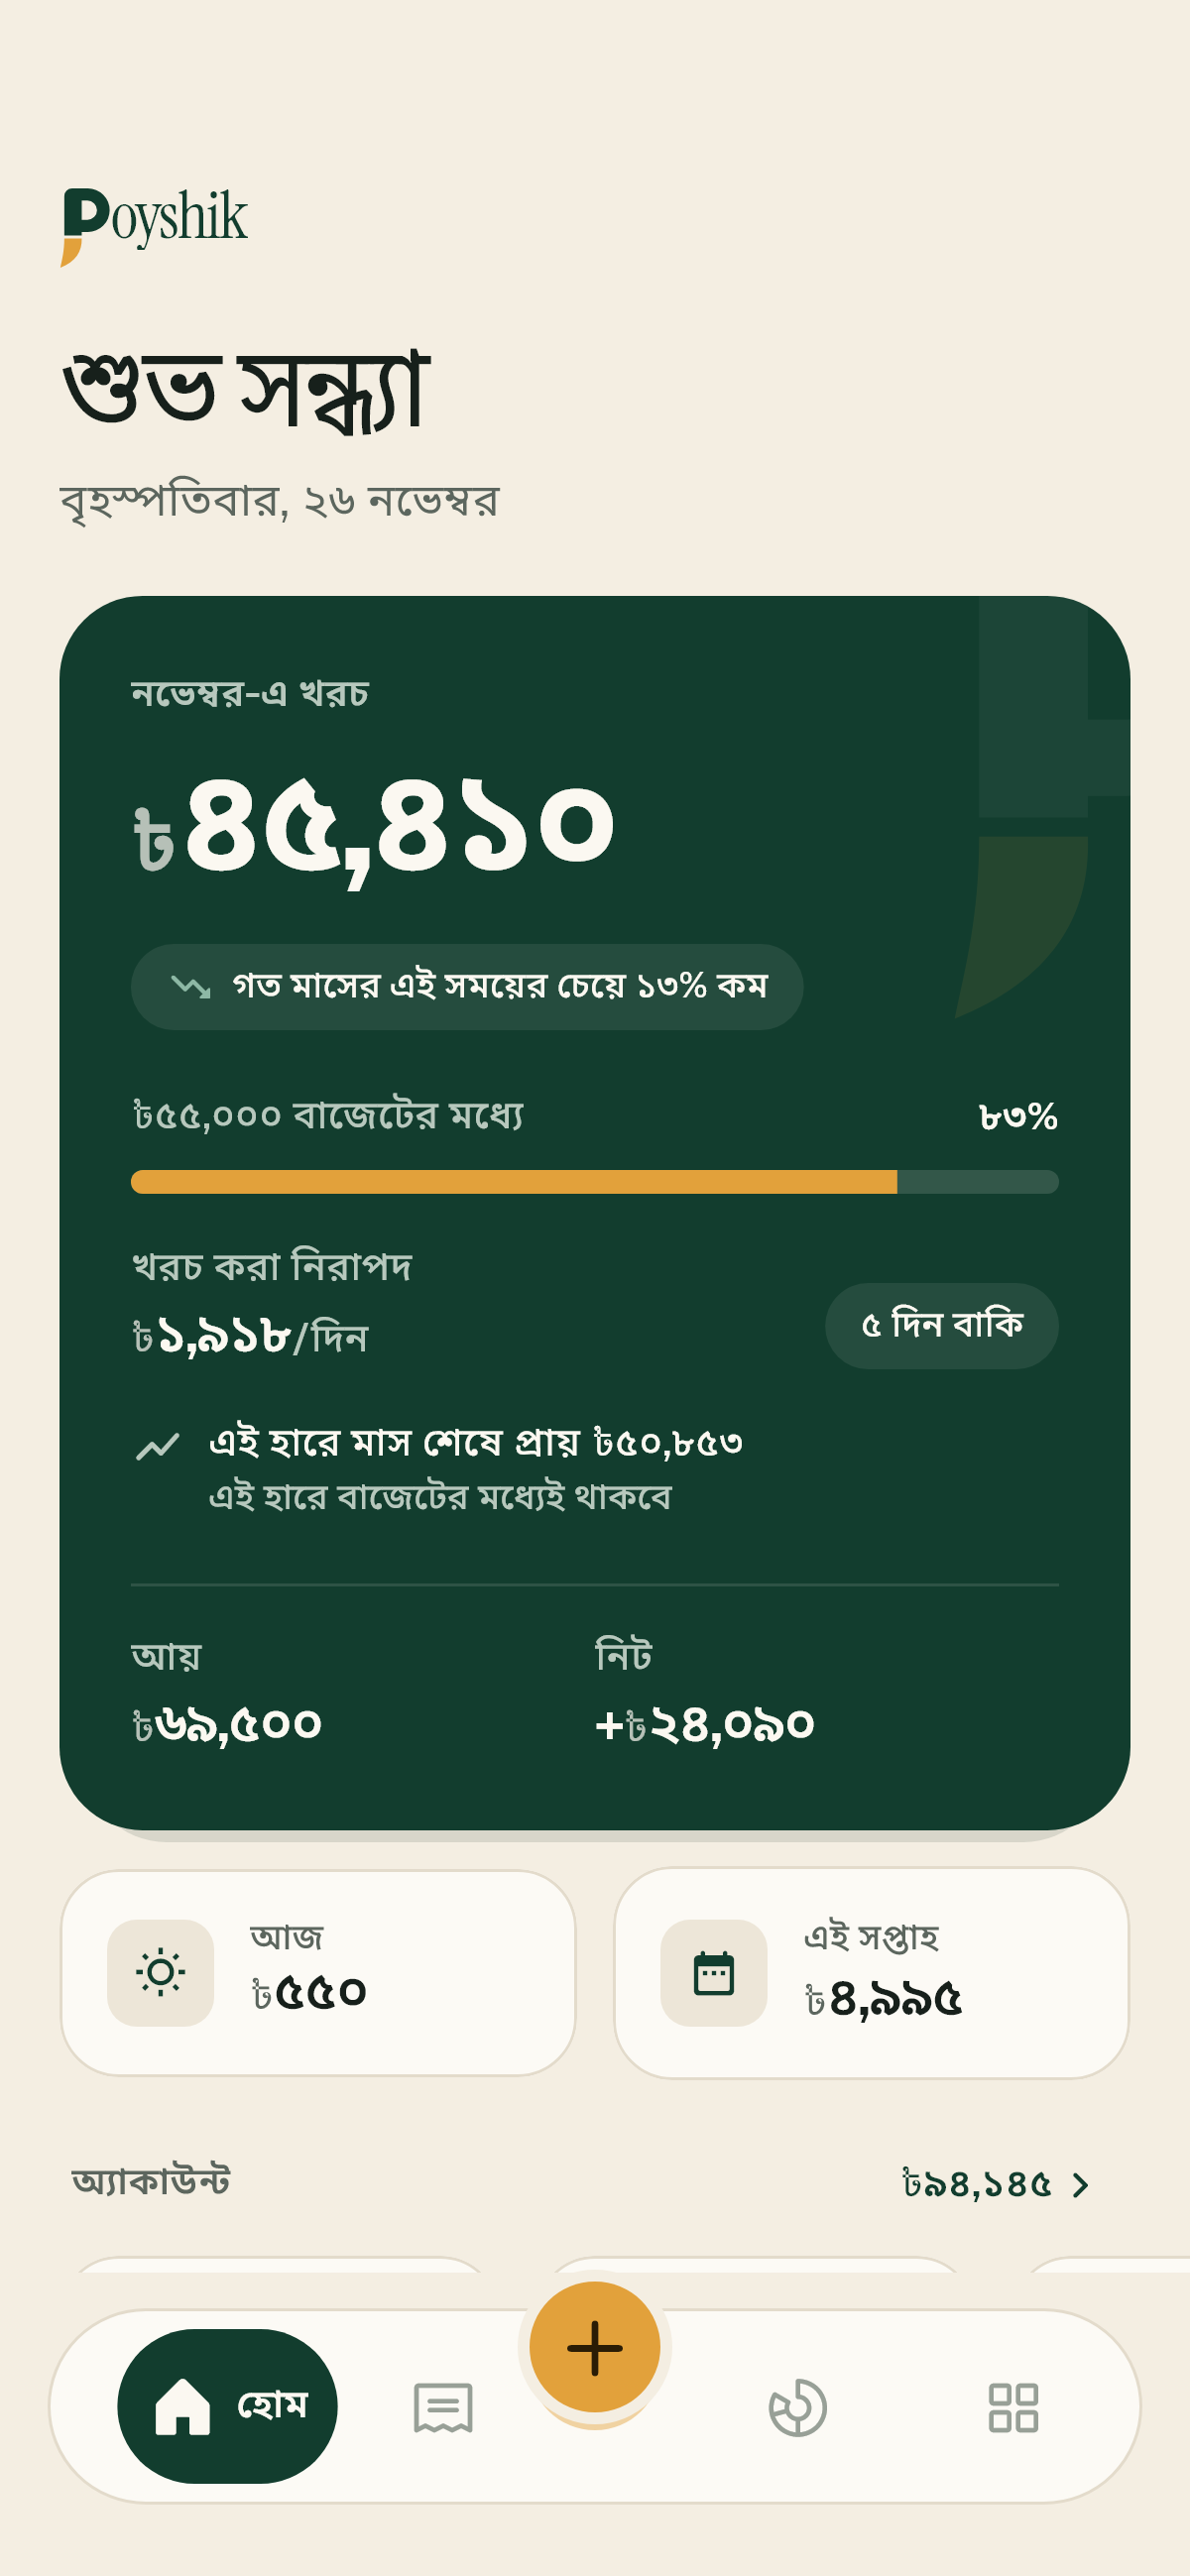 Poyshik
শুভ সন্ধ্যা
বৃহস্পতিবার, ২৬ নভেম্বর
নভেম্বর-এ খরচ
৳৪৫,৪১০
গত মাসের এই সময়ের চেয়ে ১৩% কম
৳৫৫,০০০ বাজেটের মধ্যে ৮৩%
খরচ করা নিরাপদ
৳১,৯১৮/দিন
৫ দিন বাকি
এই হারে মাস শেষে প্রায় ৳৫০,৮৫৩
এই হারে বাজেটের মধ্যেই থাকবে
আয় নিট
৳৬৯,৫০০ +৳২৪,০৯০
আজ এই সপ্তাহ
৳৫৫০ ৳৪,৯৯৫
অ্যাকাউন্ট ৳৯৪,১৪৫
হোম